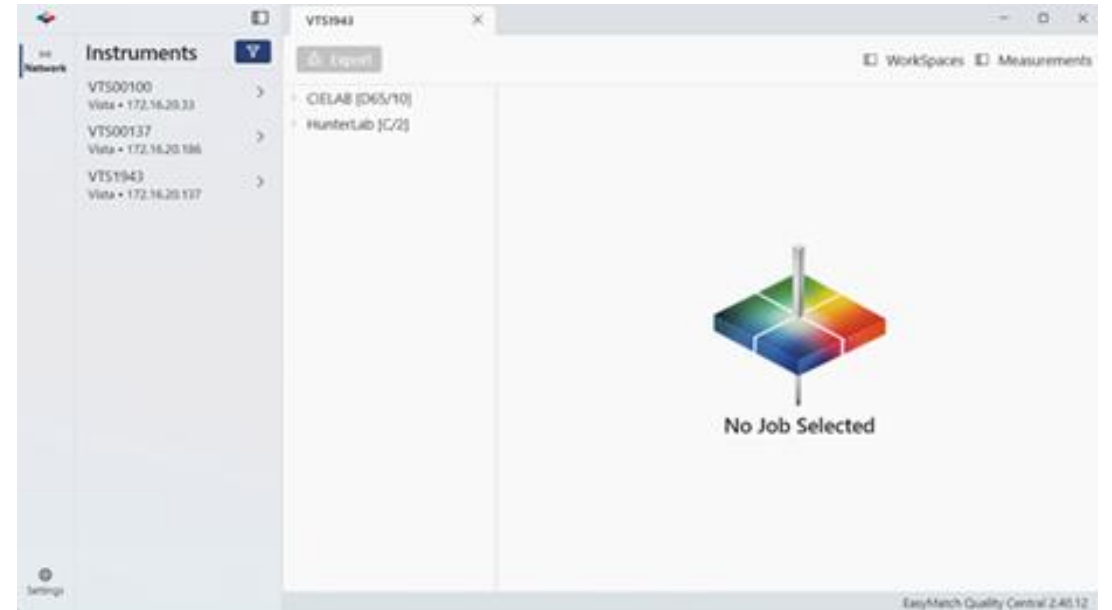 VTS1943
Network
Instruments
Export
WorkSpaces
Measurements
VTS00100
Vista • 172.16.20.33
VTS00137
Vista • 172.16.20.186
VTS1943
Vista • 172.16.20.137
CIELAB [D65/10]
HunterLab [C/2]
No Job Selected
Settings
EasyMatch Quality Central 2.40.12